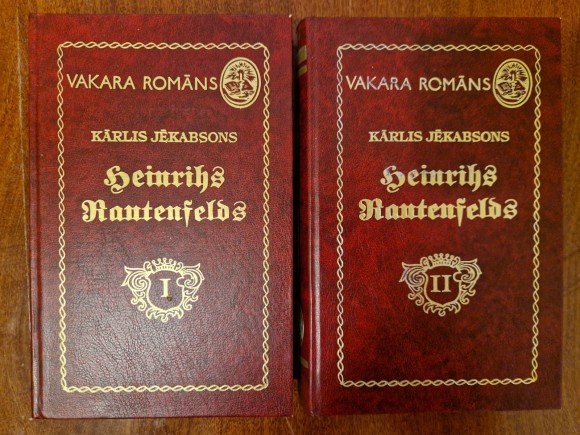 VAKARA ROMĀNS
KĀRLIS JĒKABSONS
Heinrihs
Rautenfelds
I
VAKARA ROMĀNS
KĀRLIS JĒKABSONS
Heinrihs
Rautenfelds
II